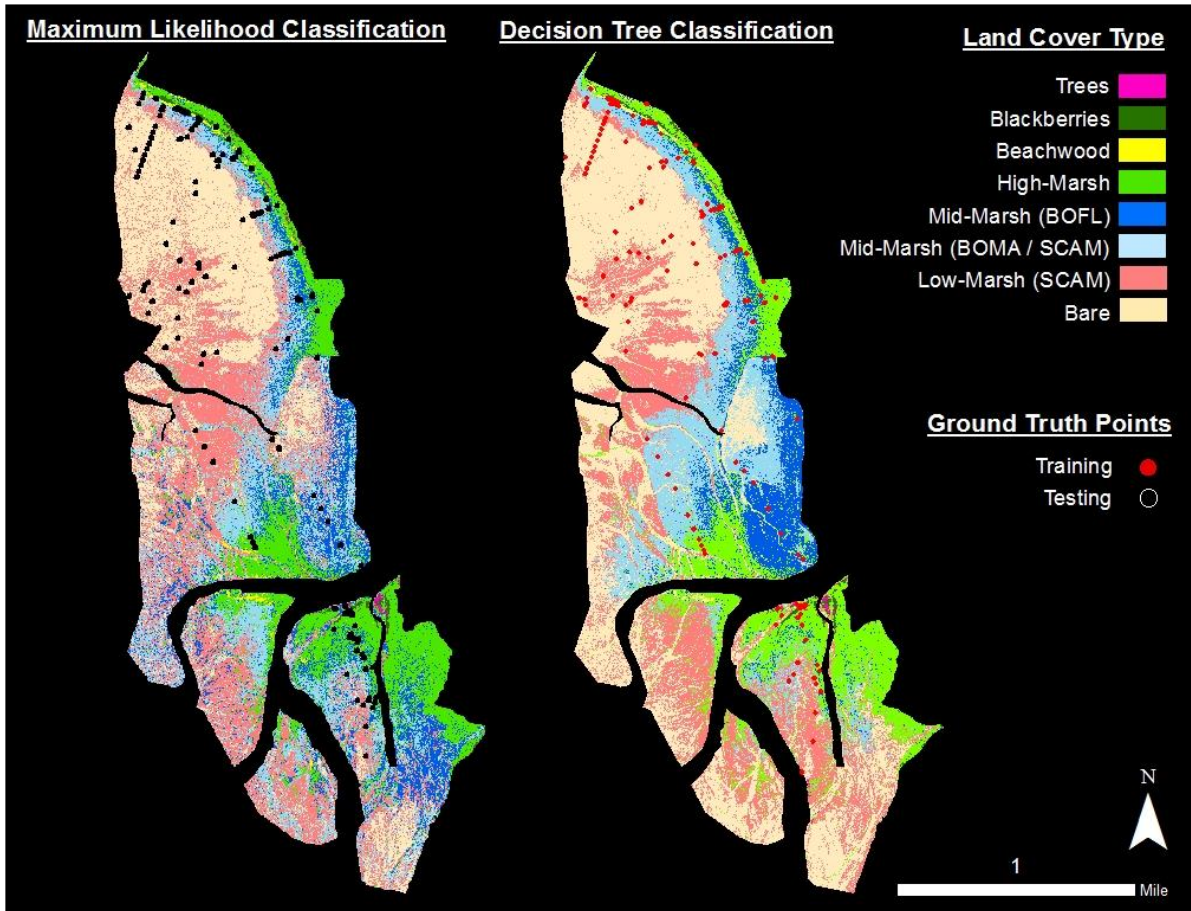 Maximum Likelihood Classification
Decision Tree Classification
Land Cover Type
Trees
Blackberries
Beachwood
High-Marsh
Mid-Marsh (BOFL)
Mid-Marsh (BOMA / SCAM)
Low-Marsh (SCAM)
Bare
Ground Truth Points
Training
Testing
N
1
Mile